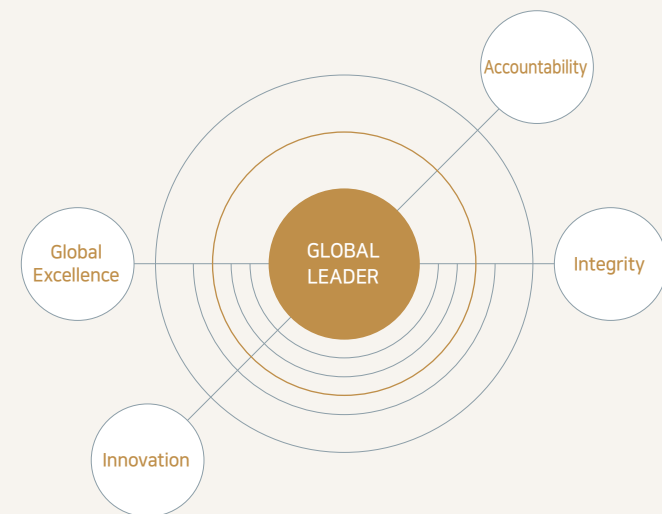 Accountability
Global
Excellence
GLOBAL
LEADER
Integrity
Innovation